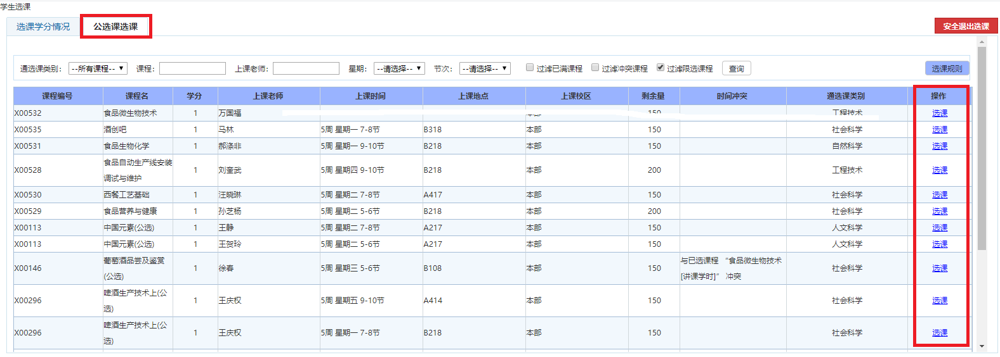 学生选课
选课学分情况 公选课选课 安全退出选课
通选课类别： --所有课程-- 课程： 上课老师： 星期： --请选择-- 节次： --请选择-- 过滤已满课程 过滤冲突课程 过滤限选课程 查询 选课规则
课程编号 课程名 学分 上课老师 上课时间 上课地点 上课校区 剩余量 时间冲突 通选课类别 操作
X00532 食品微生物技术 1 万国福 本部 150 工程技术 选课
X00535 酒创吧 1 马林 5周 星期一 7-8节 B318 本部 150 社会科学 选课
X00531 食品生物化学 1 郝涤非 5周 星期一 9-10节 B218 本部 150 自然科学 选课
X00528 食品自动生产线安装
调试与维护 1 刘奎武 5周 星期四 9-10节 B218 本部 200 工程技术 选课
X00530 西餐工艺基础 1 汪晓琳 5周 星期二 7-8节 A417 本部 150 社会科学 选课
X00529 食品营养与健康 1 孙芝杨 5周 星期二 5-6节 B218 本部 200 社会科学 选课
X00113 中国元素(公选) 1 王静 5周 星期二 7-8节 A217 本部 150 人文科学 选课
X00113 中国元素(公选) 1 王贺玲 5周 星期二 5-6节 A217 本部 150 人文科学 选课
X00146 葡萄酒品尝及鉴赏
(公选) 1 徐春 5周 星期三 5-6节 B108 本部 150 与已选课程 “食品微生物技术
[讲课学时]” 冲突 社会科学 选课
X00296 啤酒生产技术上(公
选) 1 王庆权 5周 星期五 9-10节 A414 本部 150 社会科学 选课
X00296 啤酒生产技术上(公
选) 1 王庆权 5周 星期一 7-8节 B218 本部 150 社会科学 选课